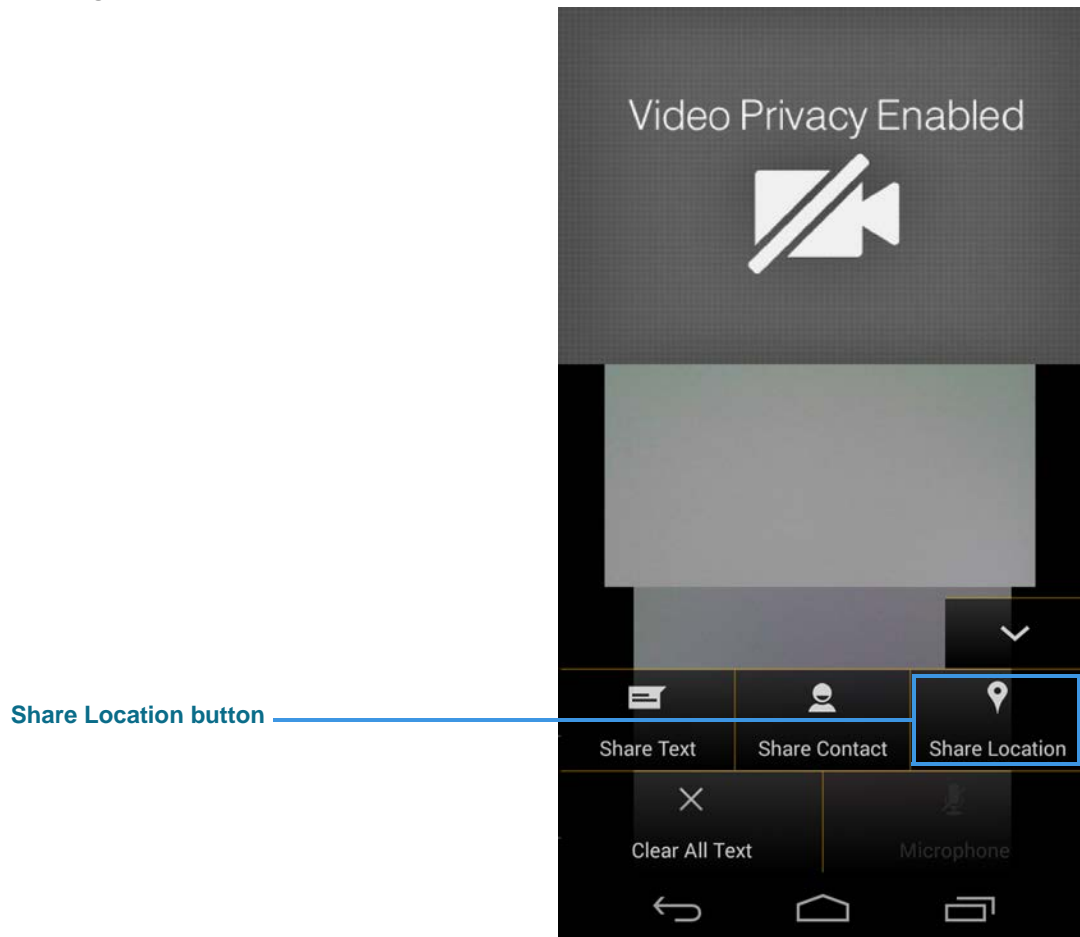 Video Privacy Enabled
Share Location button
Share Text Share Contact Share Location
Clear All Text Microphone